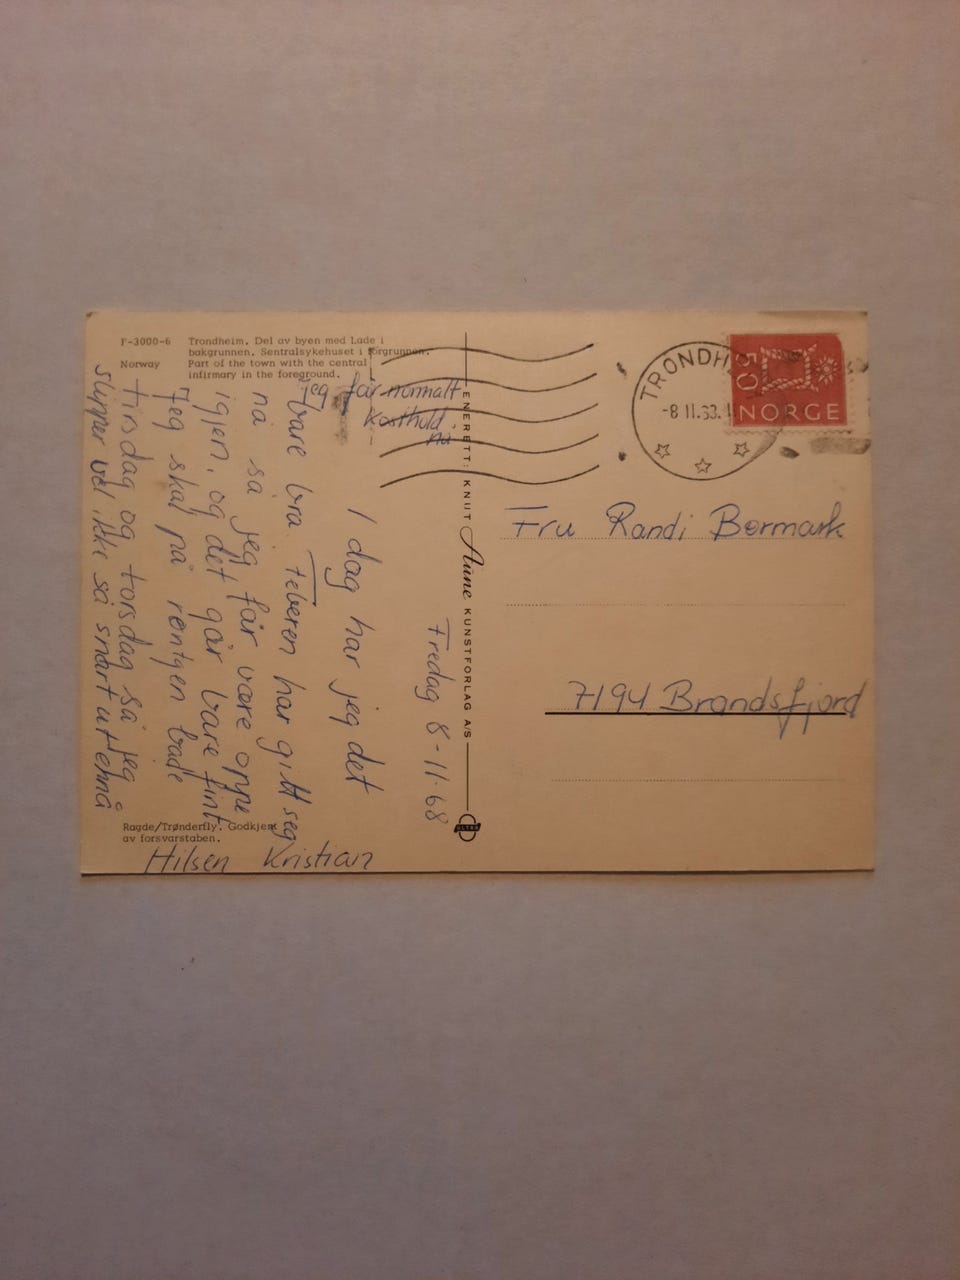 F-3000-6 Trondheim. Del av byen med Lade i
bakgrunnen. Sentralsykehuset i forgrunnen.
Norway Part of the town with the central
infirmary in the foreground.
Fredag 8-11-68
I dag har jeg det
bare bra. Feberen har gitt seg
nå så jeg får være oppe
igjen, og det går bare fint
Jeg skal på røntgen både
tirsdag og torsdag så jeg
slipper vel ikke så snart ut ennå
Jeg får normalt
kosthold
nå.
Hilsen Kristian
Ragde/Trønderfly. Godkjent
av forsvarstaben.
ENERETT: KNUT Aune KUNSTFORLAG A/S
TRONDH
-8 11.
50
NORGE
Fru Randi Bormark
7194 Brandsfjord